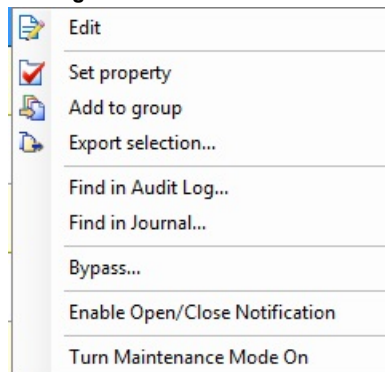 Edit
Set property
Add to group
Export selection...
Find in Audit Log...
Find in Journal...
Bypass...
Enable Open/Close Notification
Turn Maintenance Mode On